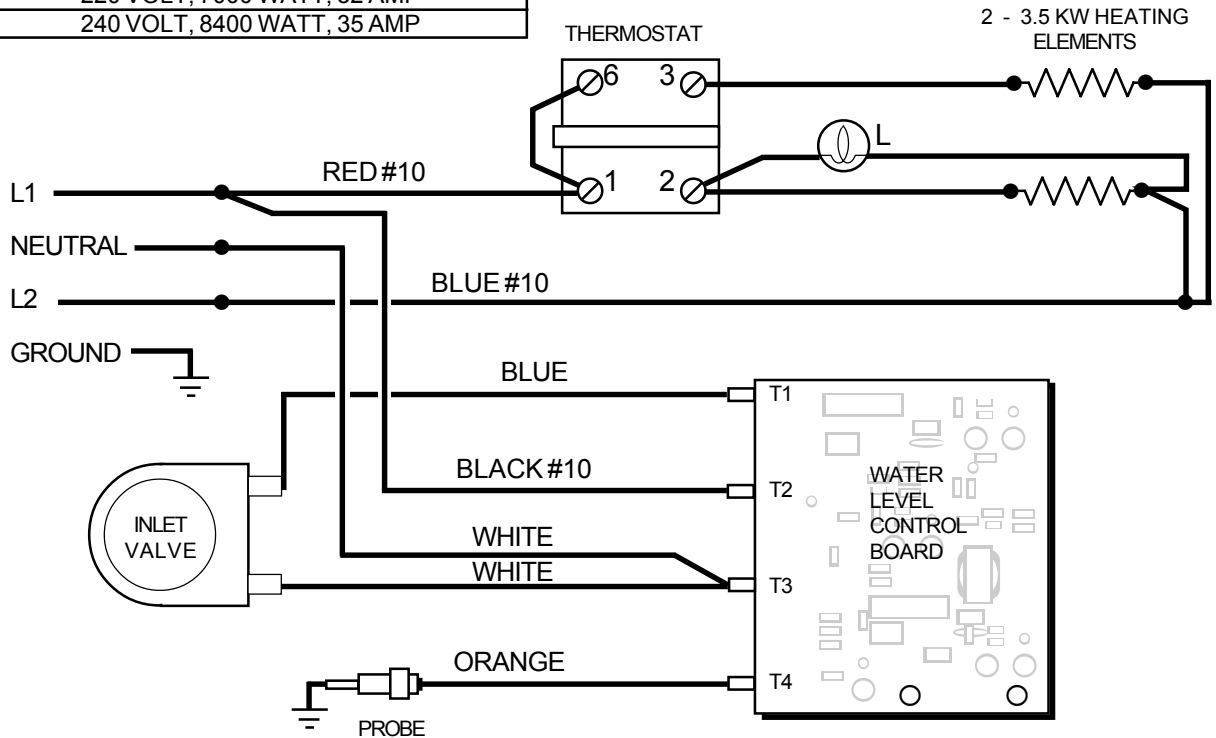 240 VOLT, 8400 WATT, 35 AMP
2 - 3.5 KW HEATING
ELEMENTS
THERMOSTAT
6
3
L
RED #10
1
2
L1
NEUTRAL
BLUE #10
L2
GROUND
BLUE
T1
BLACK #10
T2
WATER
LEVEL
CONTROL
BOARD
INLET
VALVE
WHITE
WHITE
T3
ORANGE
T4
PROBE